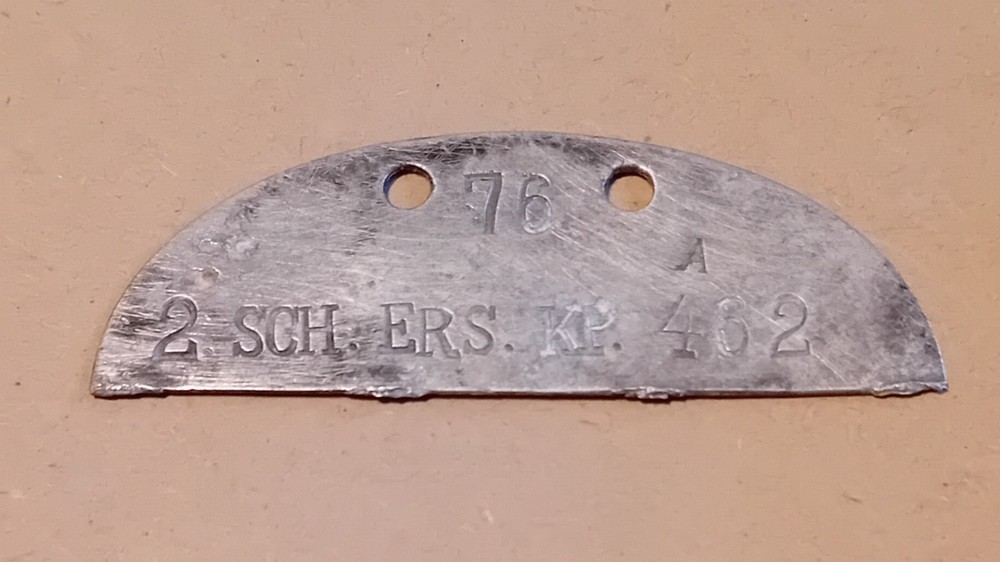 76
A
2. SCH. ERS. KP. 462